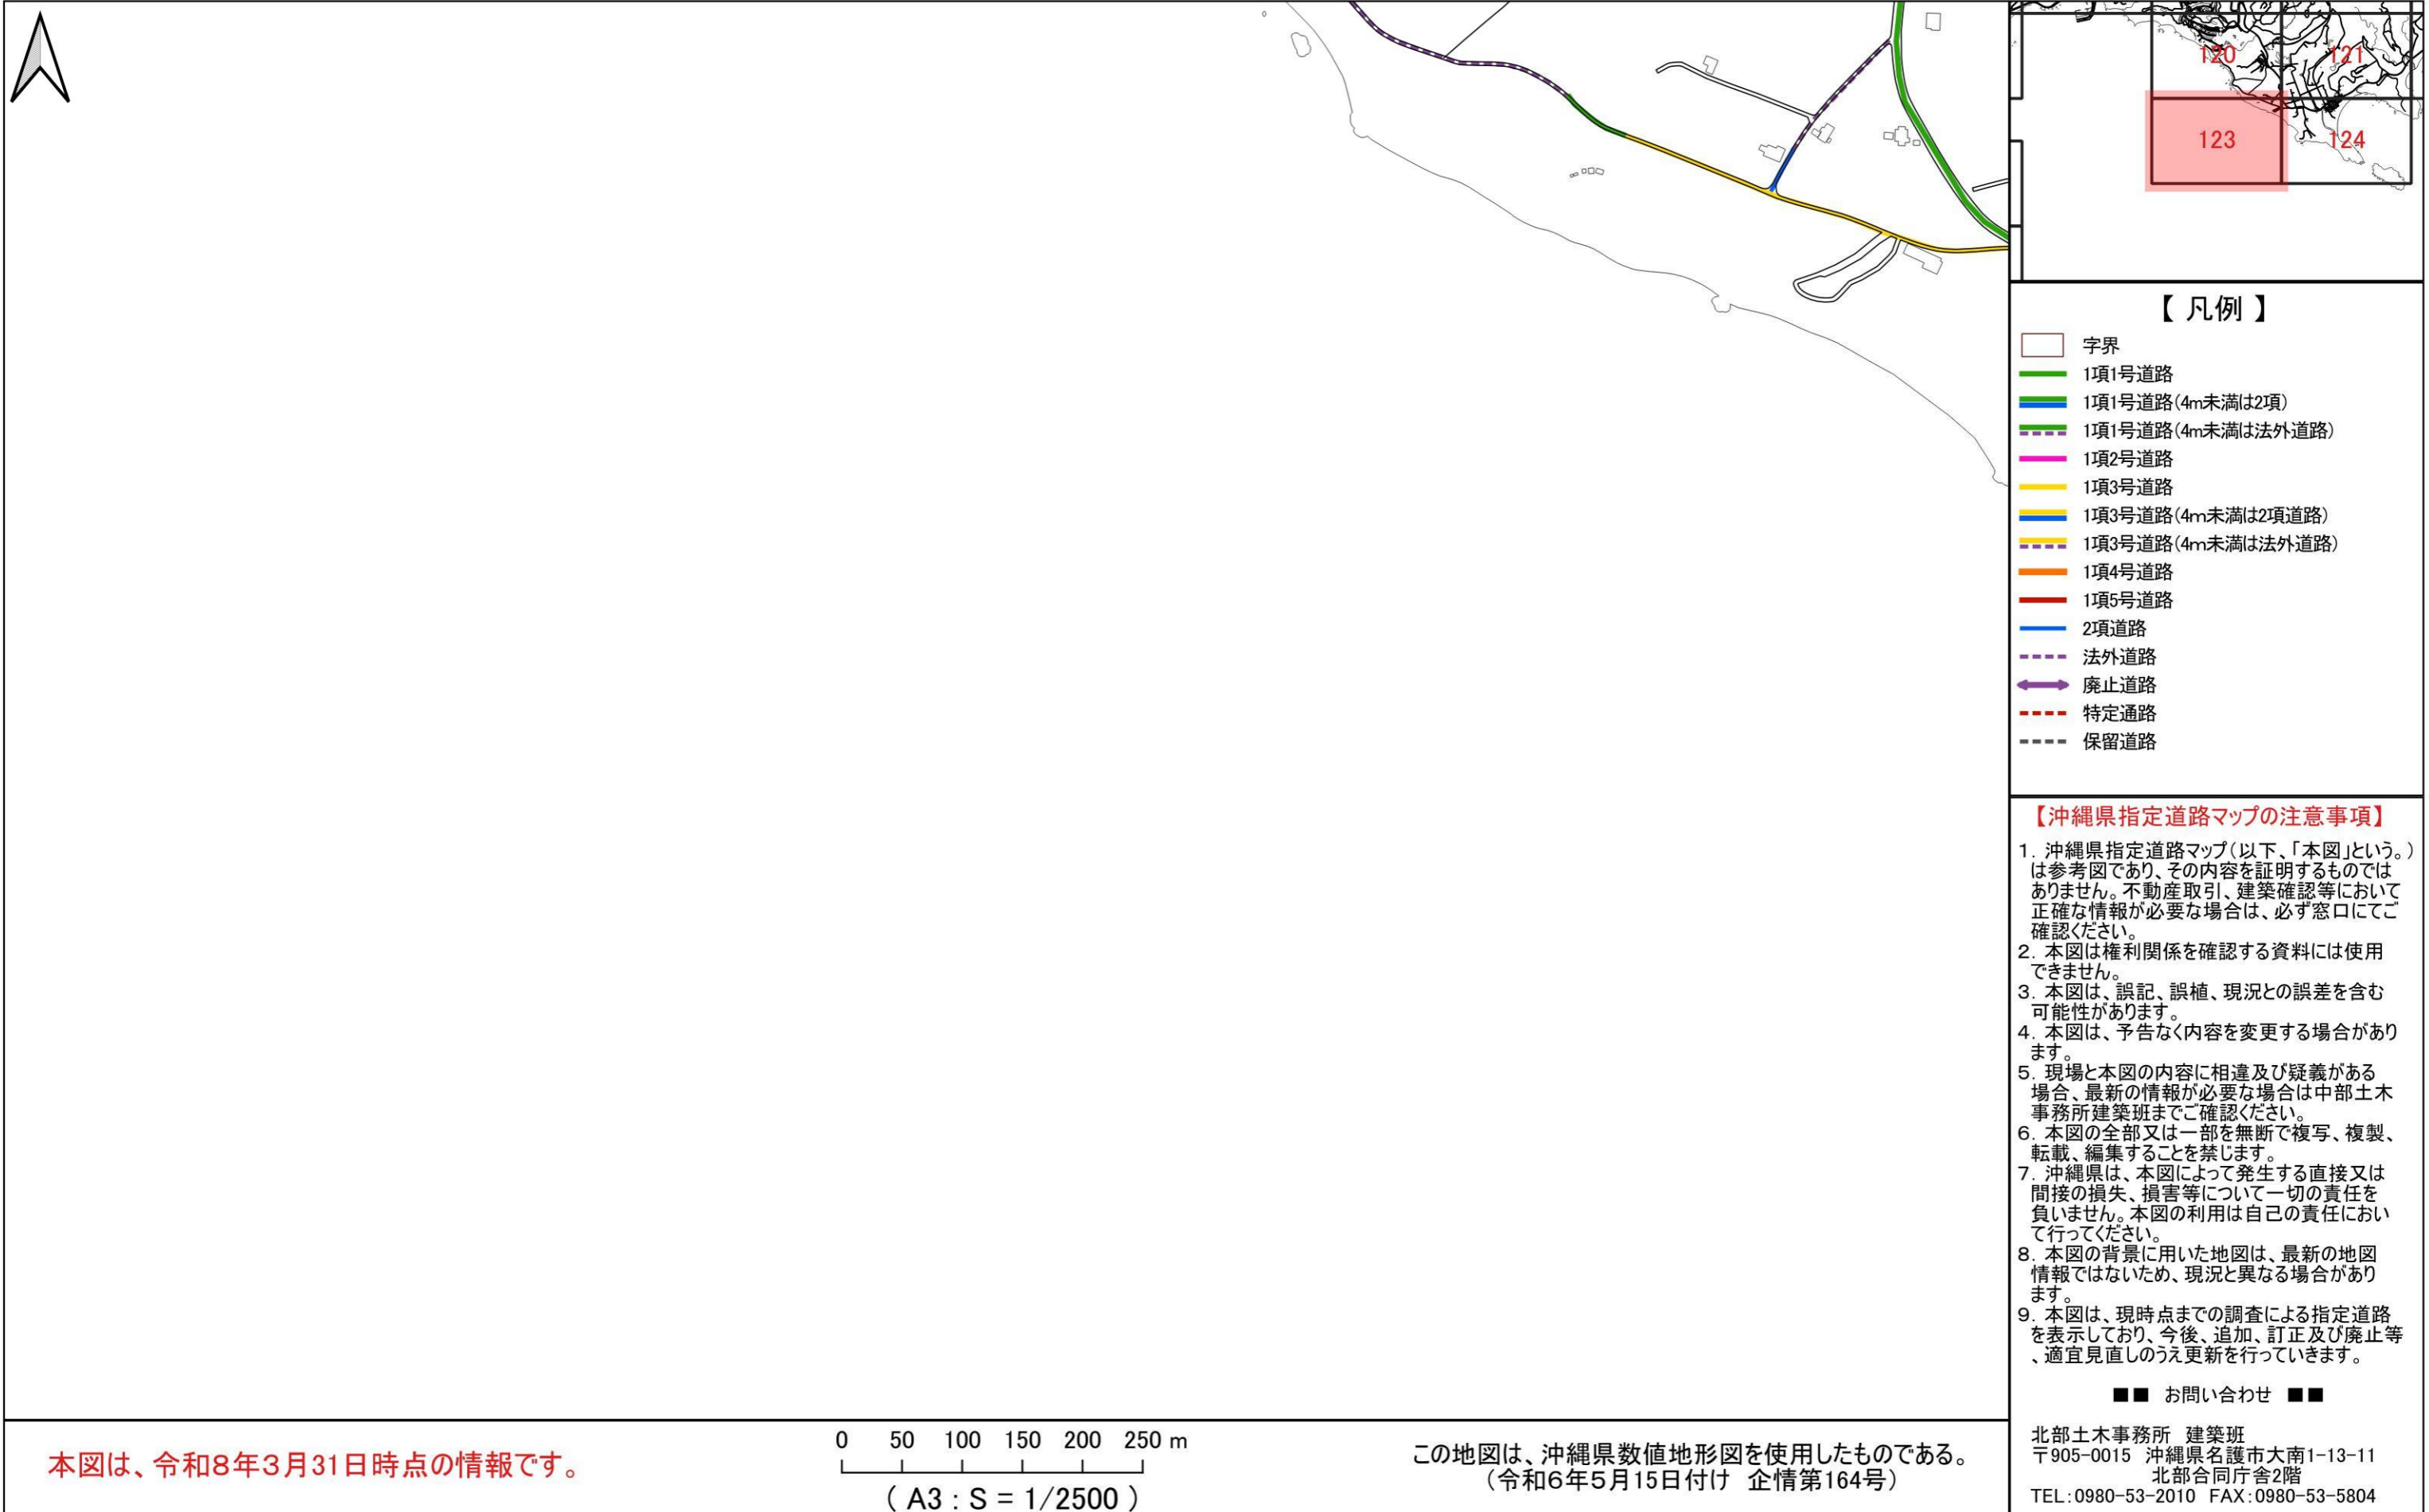 120
121
123
124
【 凡例 】
字界
1項1号道路
1項1号道路(4m未満は2項)
1項1号道路(4m未満は法外道路)
1項2号道路
1項3号道路
1項3号道路(4m未満は2項道路)
1項3号道路(4m未満は法外道路)
1項4号道路
1項5号道路
2項道路
法外道路
廃止道路
特定通路
保留道路
【沖縄県指定道路マップの注意事項】
1. 沖縄県指定道路マップ(以下、「本図」という。)
は参考図であり、その内容を証明するものでは
ありません。不動産取引、建築確認等において
正確な情報が必要な場合は、必ず窓口にてご
確認ください。
2. 本図は権利関係を確認する資料には使用
できません。
3. 本図は、誤記、誤植、現況との誤差を含む
可能性があります。
4. 本図は、予告なく内容を変更する場合があり
ます。
5. 現場と本図の内容に相違及び疑義がある
場合、最新の情報が必要な場合は中部土木
事務所建築班までご確認ください。
6. 本図の全部又は一部を無断で複写、複製、
転載、編集することを禁じます。
7. 沖縄県は、本図によって発生する直接又は
間接の損失、損害等について一切の責任を
負いません。本図の利用は自己の責任におい
て行ってください。
8. 本図の背景に用いた地図は、最新の地図
情報ではないため、現況と異なる場合があり
ます。
9. 本図は、現時点までの調査による指定道路
を表示しており、今後、追加、訂正及び廃止等
、適宜見直しのうえ更新を行っていきます。
■■ お問い合わせ ■■
北部土木事務所 建築班
〒905-0015 沖縄県名護市大南1-13-11
北部合同庁舎2階
TEL:0980-53-2010 FAX:0980-53-5804
本図は、令和8年3月31日時点の情報です。
0 50 100 150 200 250 m
( A3 : S = 1/2500 )
この地図は、沖縄県数値地形図を使用したものである。
(令和6年5月15日付け 企情第164号)